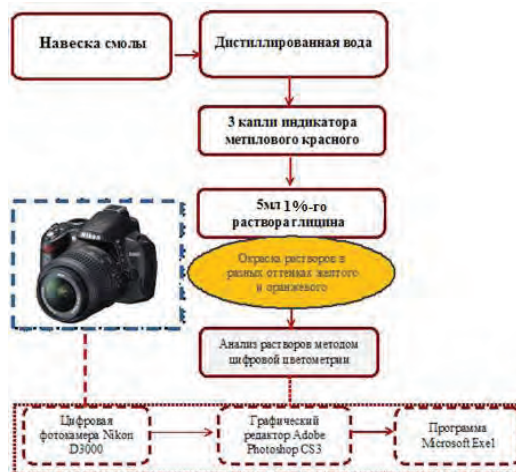 Навеска смолы
Дистиллированная вода
3 капли индикатора
метилового красного
5мл 1%-го
раствора глицина
Окраска растворов в
разных оттенках желтого
и оранжевого
Анализ растворов методом
цифровой цветометрии
Nikon
Цифровая
фотокамера Nikon
D3000
Графический
редактор Adobe
Photoshop CS3
Программа
Microsoft Exel